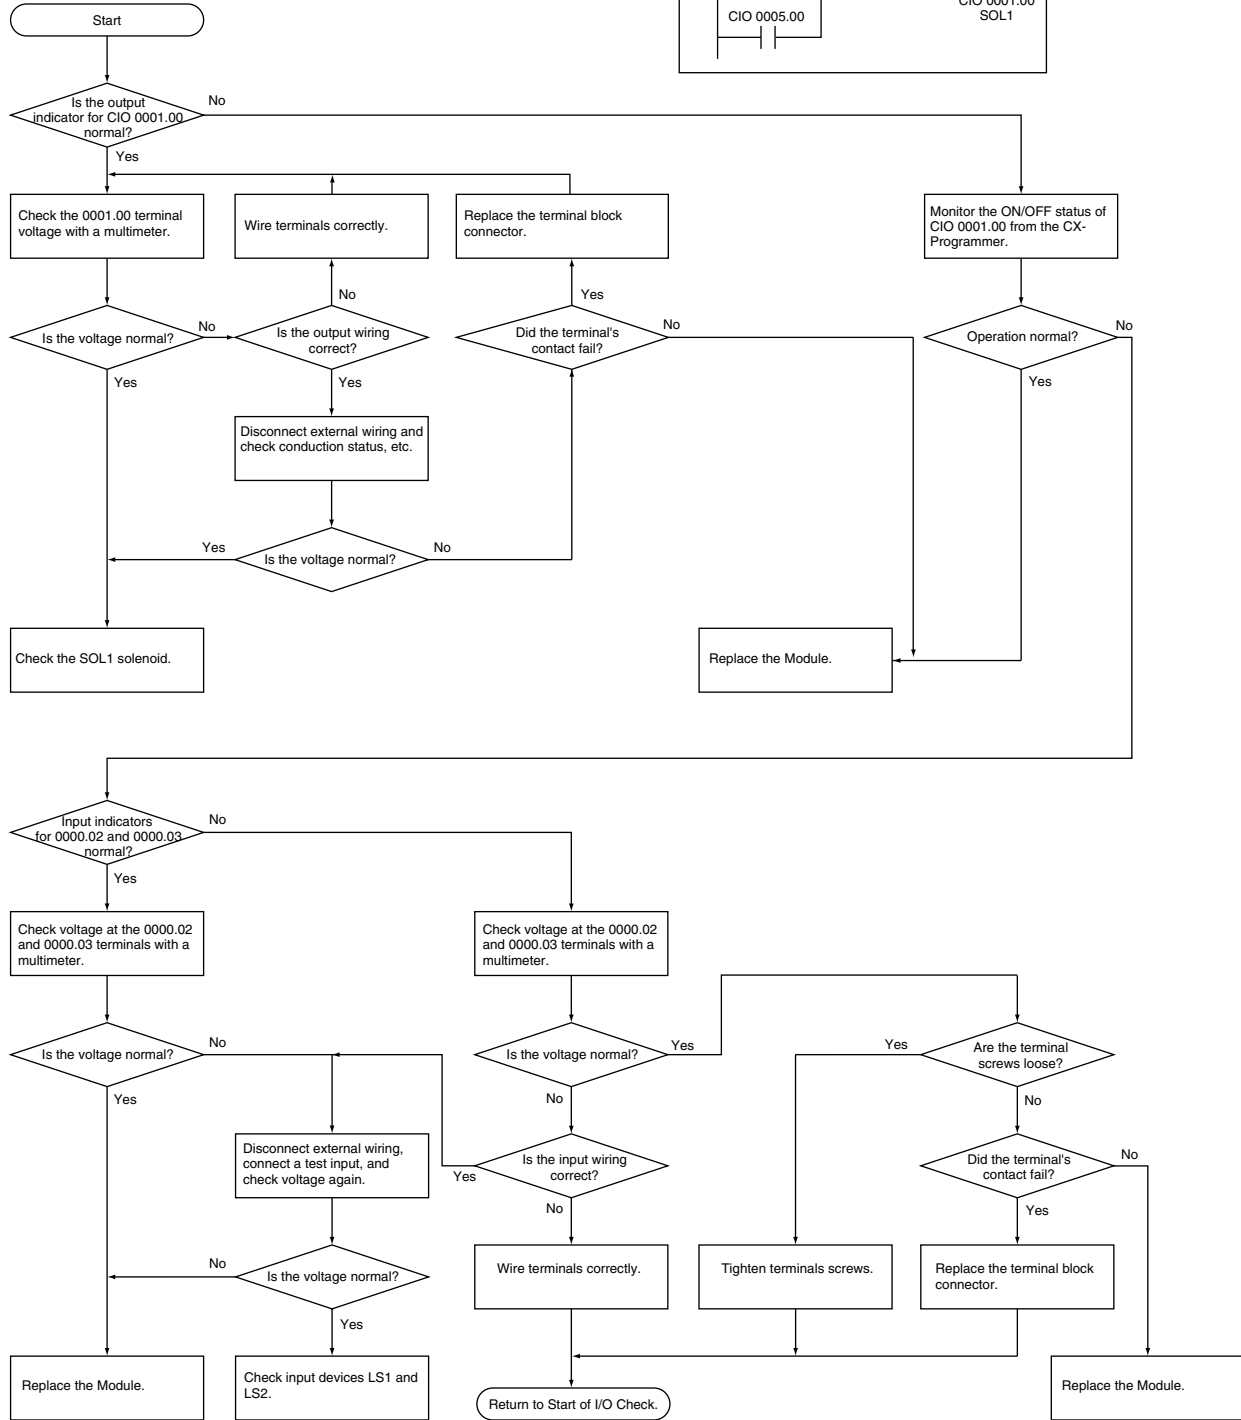 Start
CIO 0005.00
CIO 0001.00
SOL1
Is the output
indicator for CIO 0001.00
normal?
No
Yes
Check the 0001.00 terminal
voltage with a multimeter.
Wire terminals correctly.
Replace the terminal block
connector.
Monitor the ON/OFF status of
CIO 0001.00 from the CX-
Programmer.
No
Yes
Is the voltage normal?
No
Is the output wiring
correct?
Did the terminal's
contact fail?
No
Operation normal?
No
Yes
Yes
Yes
Disconnect external wiring and
check conduction status, etc.
Yes
Is the voltage normal?
No
Check the SOL1 solenoid.
Replace the Module.
Input indicators
for 0000.02 and 0000.03
normal?
No
Yes
Check voltage at the 0000.02
and 0000.03 terminals with a
multimeter.
Check voltage at the 0000.02
and 0000.03 terminals with a
multimeter.
Is the voltage normal?
No
Is the voltage normal?
Yes
Yes
Are the terminal
screws loose?
Yes
No
No
Disconnect external wiring,
connect a test input, and
check voltage again.
Yes
Is the input wiring
correct?
Did the terminal's
contact fail?
No
No
Yes
No
Is the voltage normal?
Wire terminals correctly.
Tighten terminals screws.
Replace the terminal block
connector.
Yes
Replace the Module.
Check input devices LS1 and
LS2.
Return to Start of I/O Check.
Replace the Module.